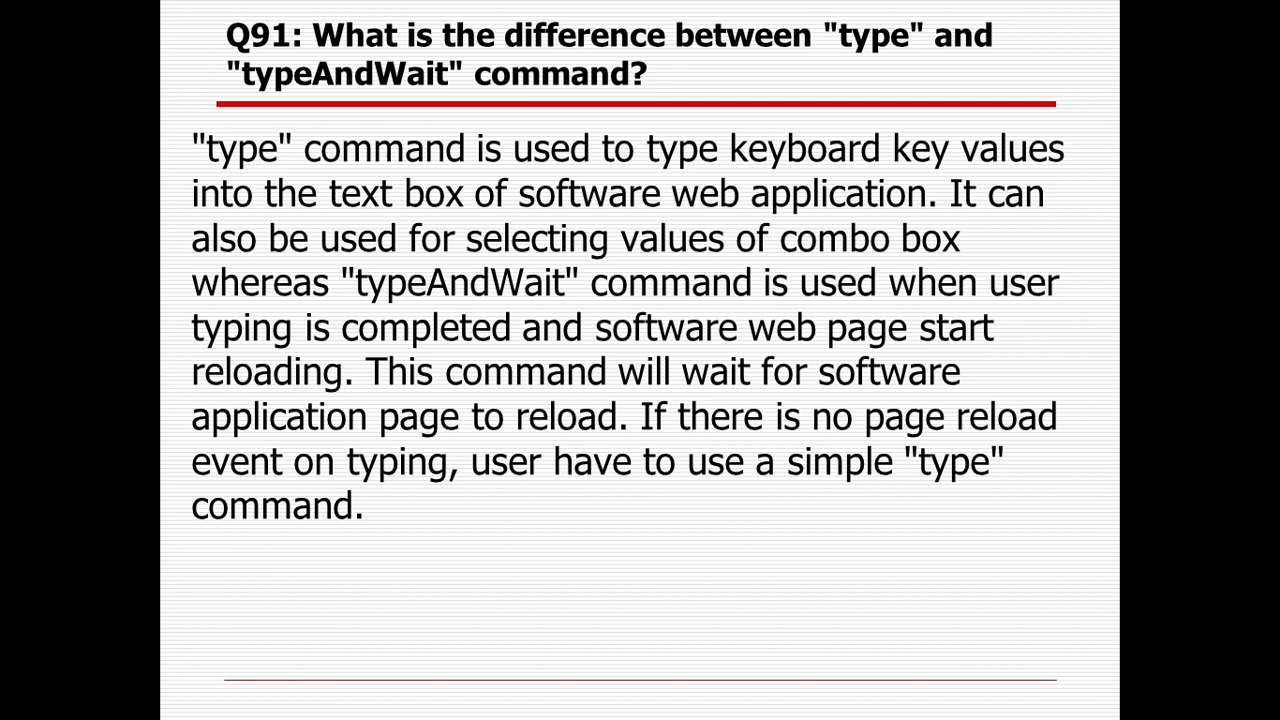 Q91: What is the difference between "type" and
"typeAndWait" command?
"type" command is used to type keyboard key values
into the text box of software web application. It can
also be used for selecting values of combo box
whereas "typeAndWait" command is used when user
typing is completed and software web page start
reloading. This command will wait for software
application page to reload. If there is no page reload
event on typing, user have to use a simple "type"
command.